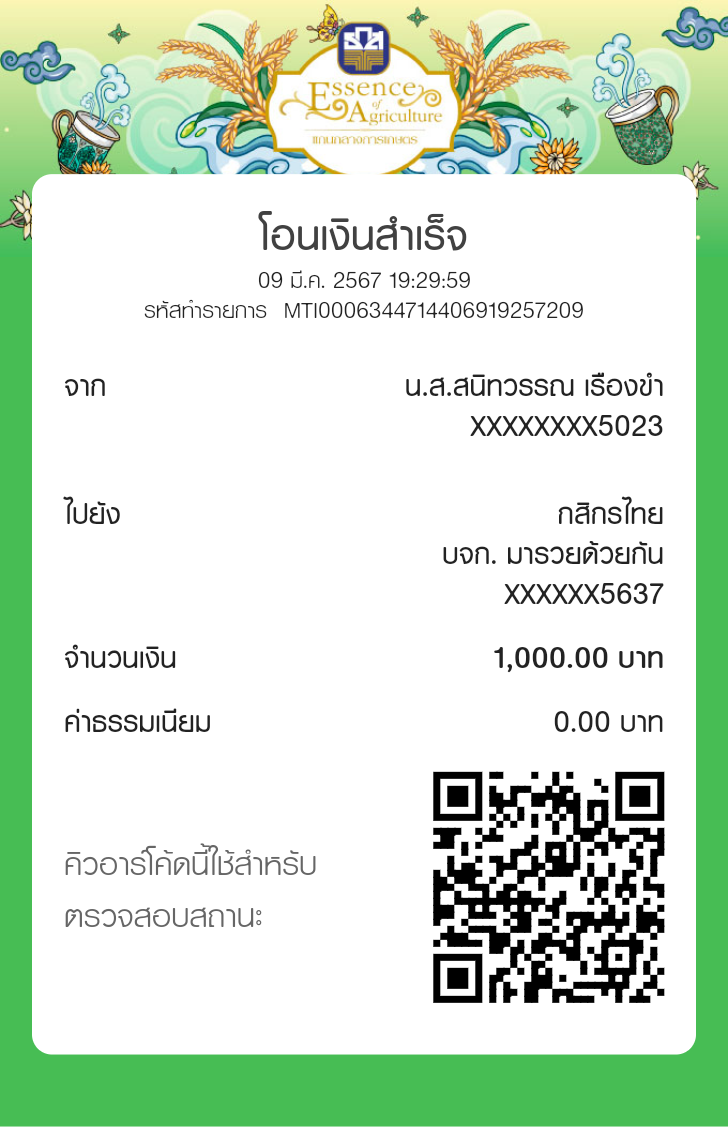 Essence
of
Agriculture
แกนกลางการเกษตร
โอนเงินสำเร็จ
09 มี.ค. 2567 19:29:59
รหัสทำรายการ MTI0006344714406919257209
จาก น.ส.สนิทวรรณ เรืองขำ
XXXXXXXX5023
ไปยัง กสิกรไทย
บจก. มารวยด้วยกัน
XXXXXX5637
จำนวนเงิน 1,000.00 บาท
ค่าธรรมเนียม 0.00 บาท
คิวอาร์โค้ดนี้ใช้สำหรับ
ตรวจสอบสถานะ